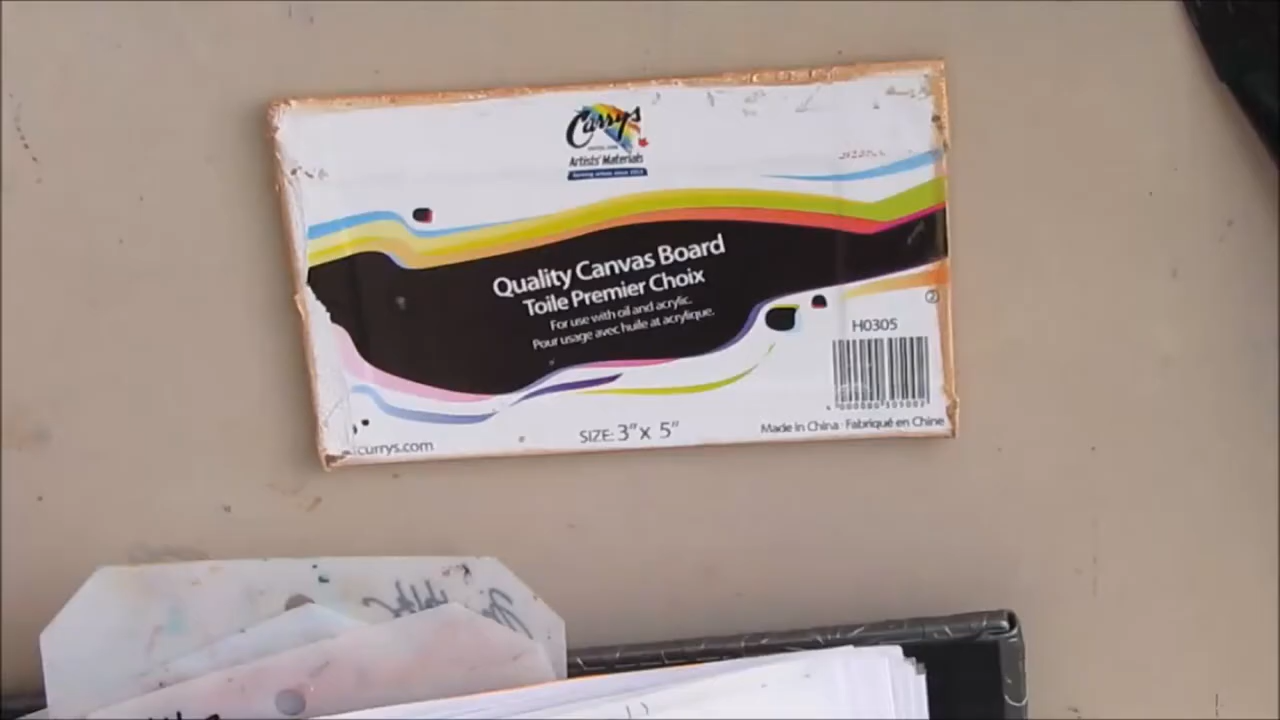 Currys
Artists' Materials
Quality Canvas Board
Toile Premier Choix
For use with oil and acrylic.
Pour usage avec huile at acrylique.
H0305
SIZE: 3" x 5"
Made in China · Fabriqué en Chine
currys.com